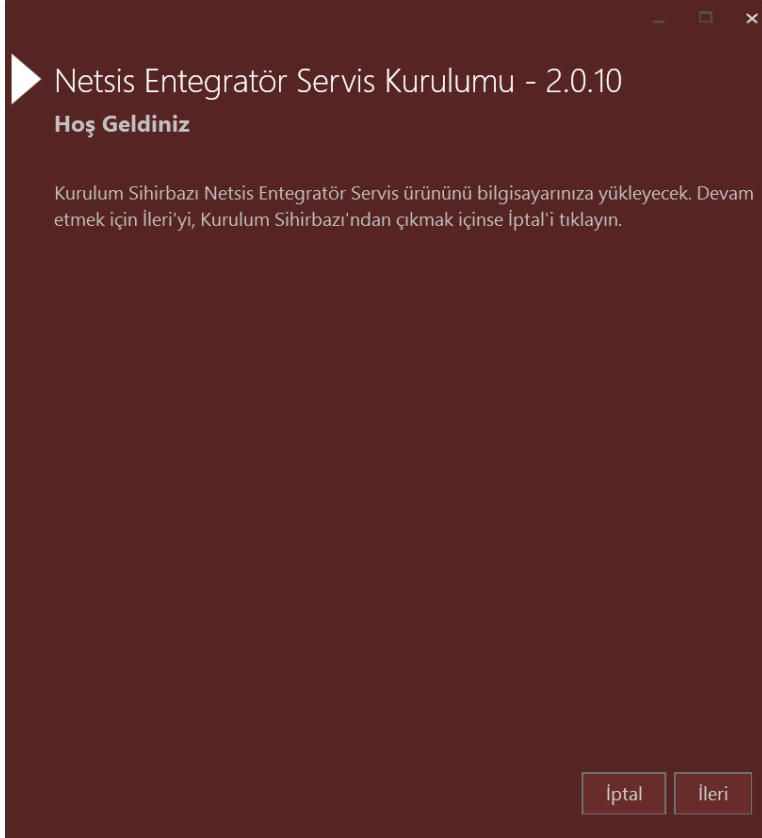 Netsis Entegratör Servis Kurulumu - 2.0.10
Hoş Geldiniz
Kurulum Sihirbazı Netsis Entegratör Servis ürününü bilgisayarınıza yükleyecek. Devam
etmek için İleri'yi, Kurulum Sihirbazı'ndan çıkmak içinse İptal'i tıklayın.
İptal
İleri